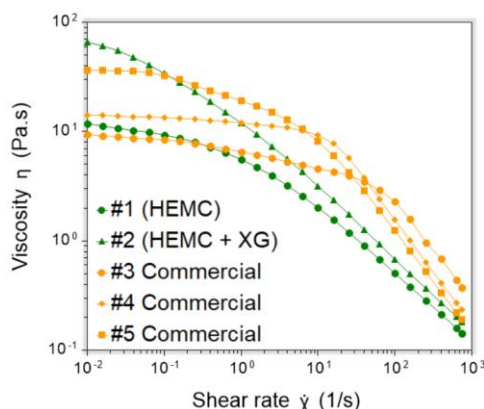 10²
10¹
10⁰
10⁻¹
Viscosity η (Pa.s)
#1 (HEMC)
#2 (HEMC + XG)
#3 Commercial
#4 Commercial
#5 Commercial
10⁻² 10⁻¹ 10⁰ 10¹ 10² 10³
Shear rate γ̇ (1/s)